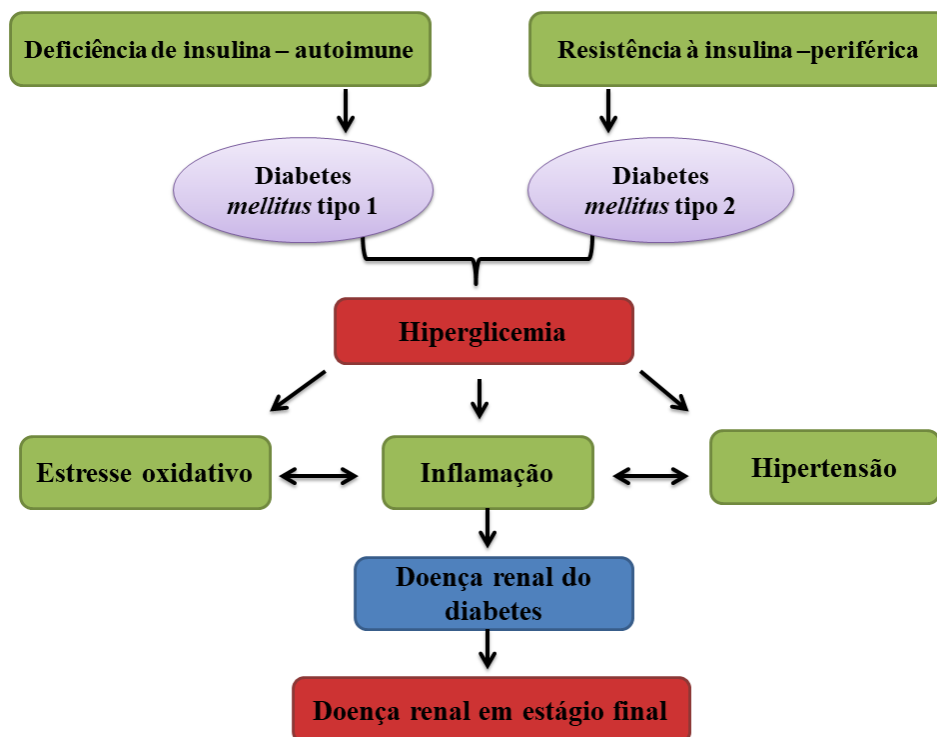 Deficiência de insulina – autoimune
Resistência à insulina –periférica
Diabetes
mellitus tipo 1
Diabetes
mellitus tipo 2
Hiperglicemia
Estresse oxidativo
Inflamação
Hipertensão
Doença renal do
diabetes
Doença renal em estágio final